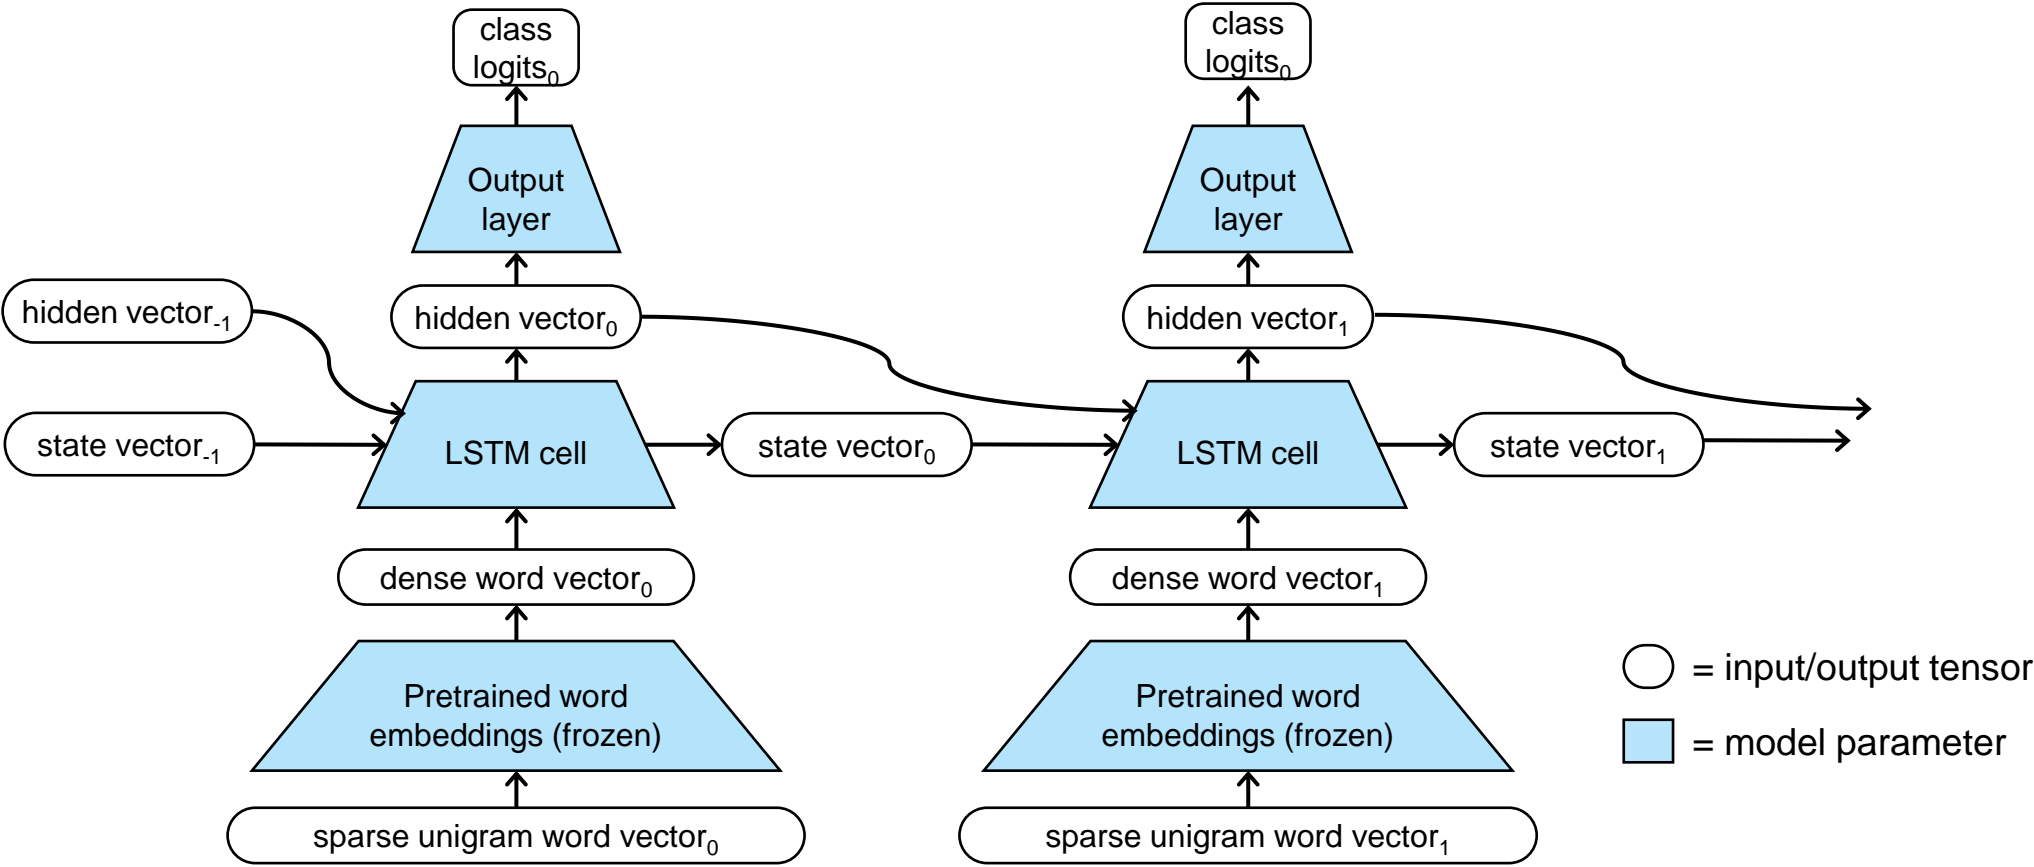 class
logits0
class
logits0
Output
layer
Output
layer
hidden vector-1
hidden vector0
hidden vector1
state vector-1
LSTM cell
state vector0
LSTM cell
state vector1
dense word vector0
dense word vector1
Pretrained word
embeddings (frozen)
Pretrained word
embeddings (frozen)
= input/output tensor
= model parameter
sparse unigram word vector0
sparse unigram word vector1